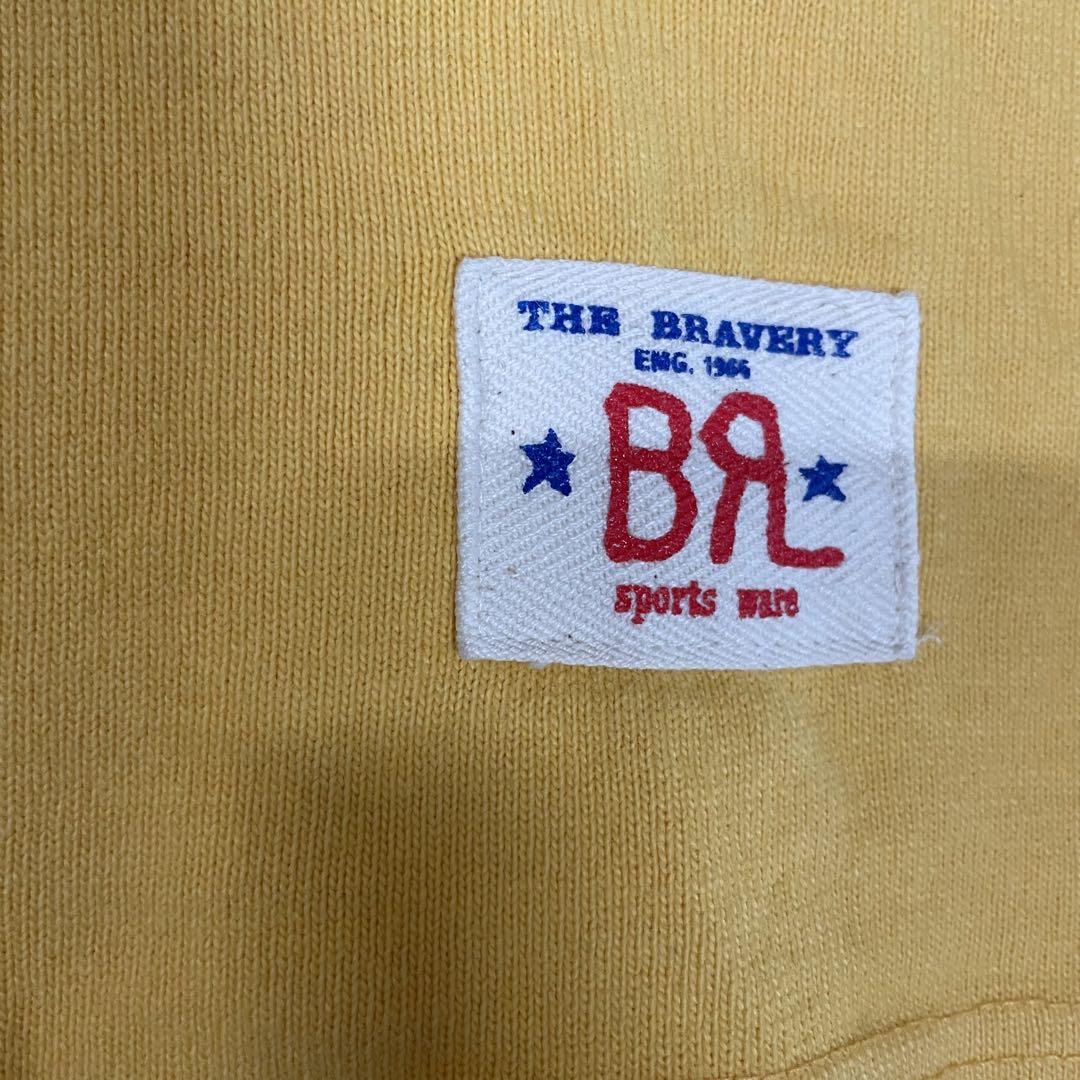 THE BRAVERY
ENG. 1966
BR
sports ware